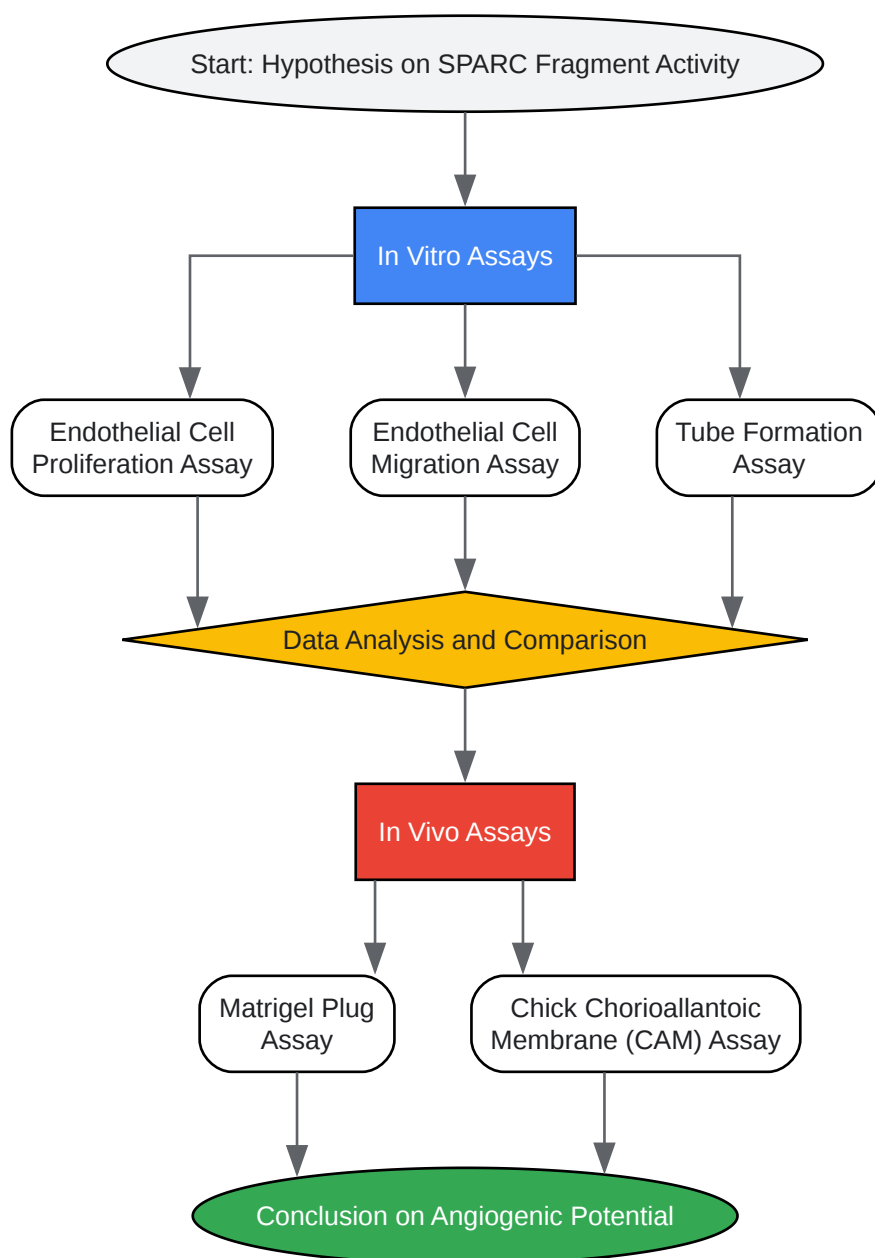 Start: Hypothesis on SPARC Fragment Activity
In Vitro Assays
Endothelial Cell
Proliferation Assay
Endothelial Cell
Migration Assay
Tube Formation
Assay
Data Analysis and Comparison
In Vivo Assays
Matrigel Plug
Assay
Chick Chorioallantoic
Membrane (CAM) Assay
Conclusion on Angiogenic Potential